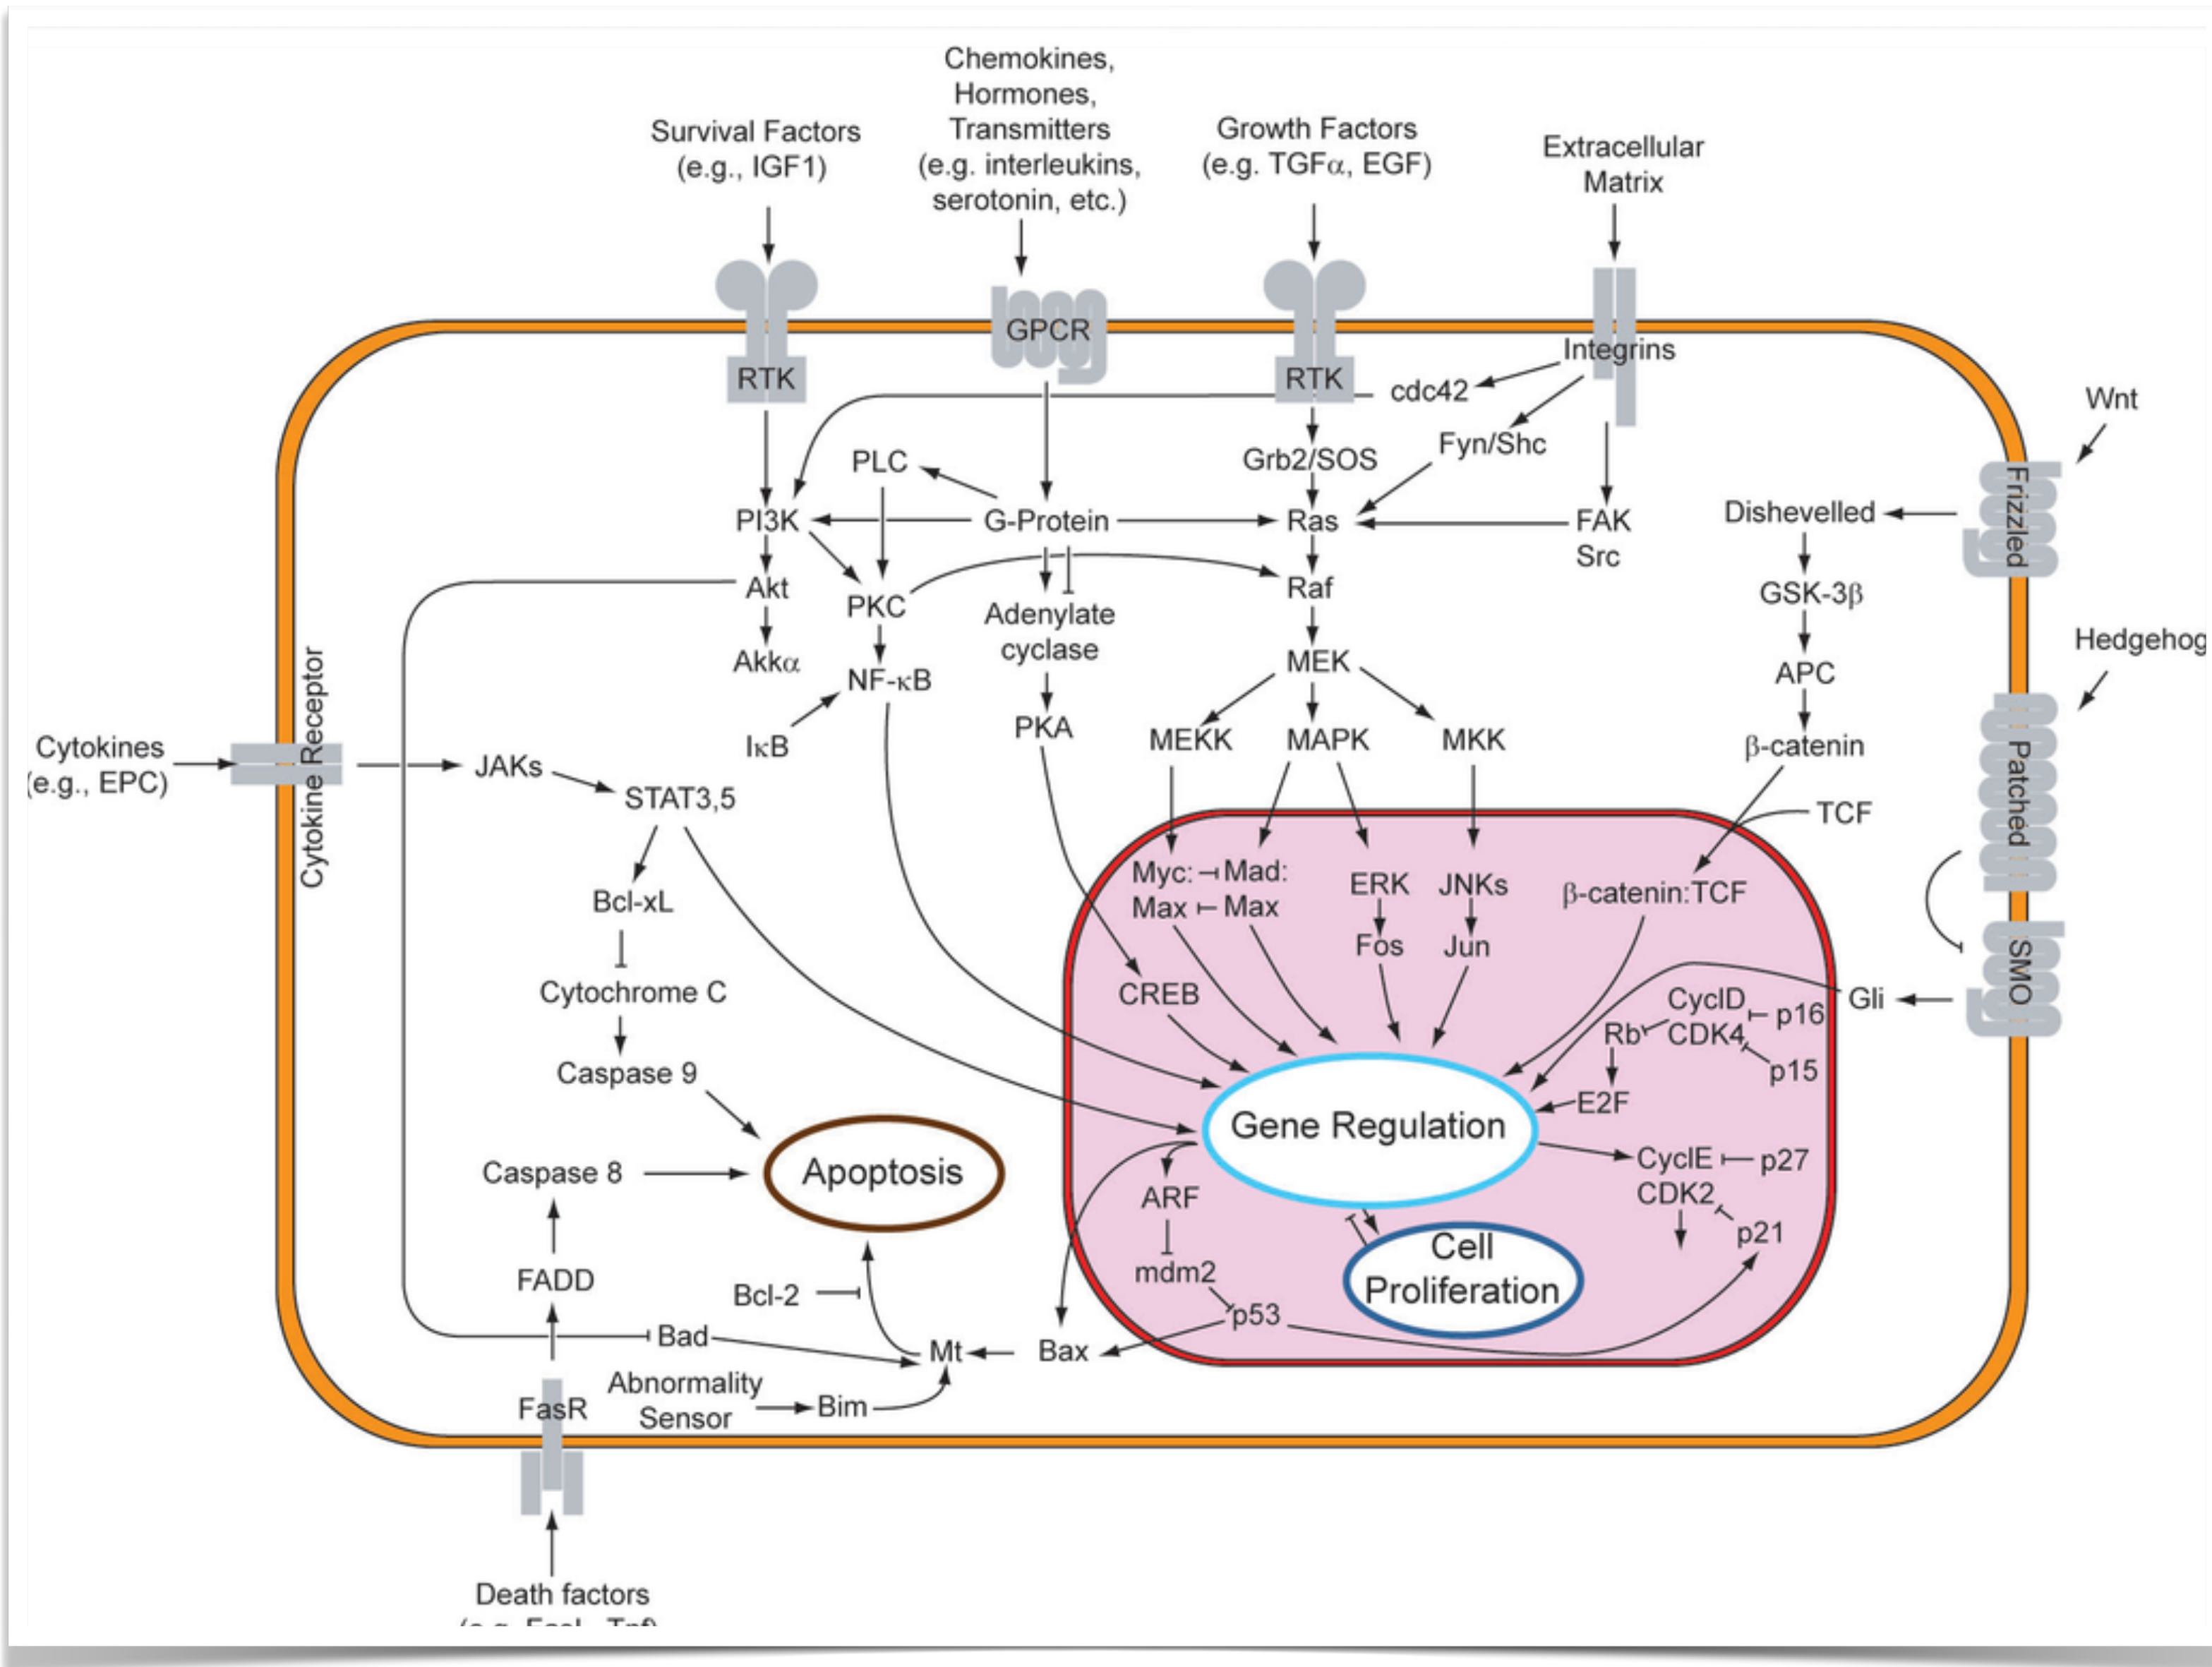 Chemokines,
Hormones,
Transmitters
(e.g. interleukins,
serotonin, etc.)
Survival Factors
(e.g., IGF1)
Growth Factors
(e.g. TGFα, EGF)
Extracellular
Matrix
RTK
GPCR
RTK
Integrins
cdc42
Fyn/Shc
Grb2/SOS
PLC
PI3K
G-Protein
Ras
FAK
Src
Akt
PKC
Adenylate
cyclase
Raf
Akkα
NF-κB
IκB
PKA
MEK
MEKK
MAPK
MKK
Wnt
Frizzled
Dishevelled
GSK-3β
APC
β-catenin
TCF
Hedgehog
Patched
SMO
Gli
Cytokines
(e.g., EPC)
Cytokine Receptor
JAKs
STAT3,5
Bcl-xL
Cytochrome C
Caspase 9
Caspase 8
Apoptosis
FADD
Bcl-2
Bad
Mt
Bax
Abnormality
Sensor
Bim
FasR
Death factors
Myc:
Mad:
Max
Max
ERK
JNKs
Fos
Jun
β-catenin:TCF
CREB
CyclD
p16
Rb
CDK4
p15
E2F
Gene Regulation
CyclE
p27
CDK2
p21
ARF
mdm2
p53
Cell
Proliferation